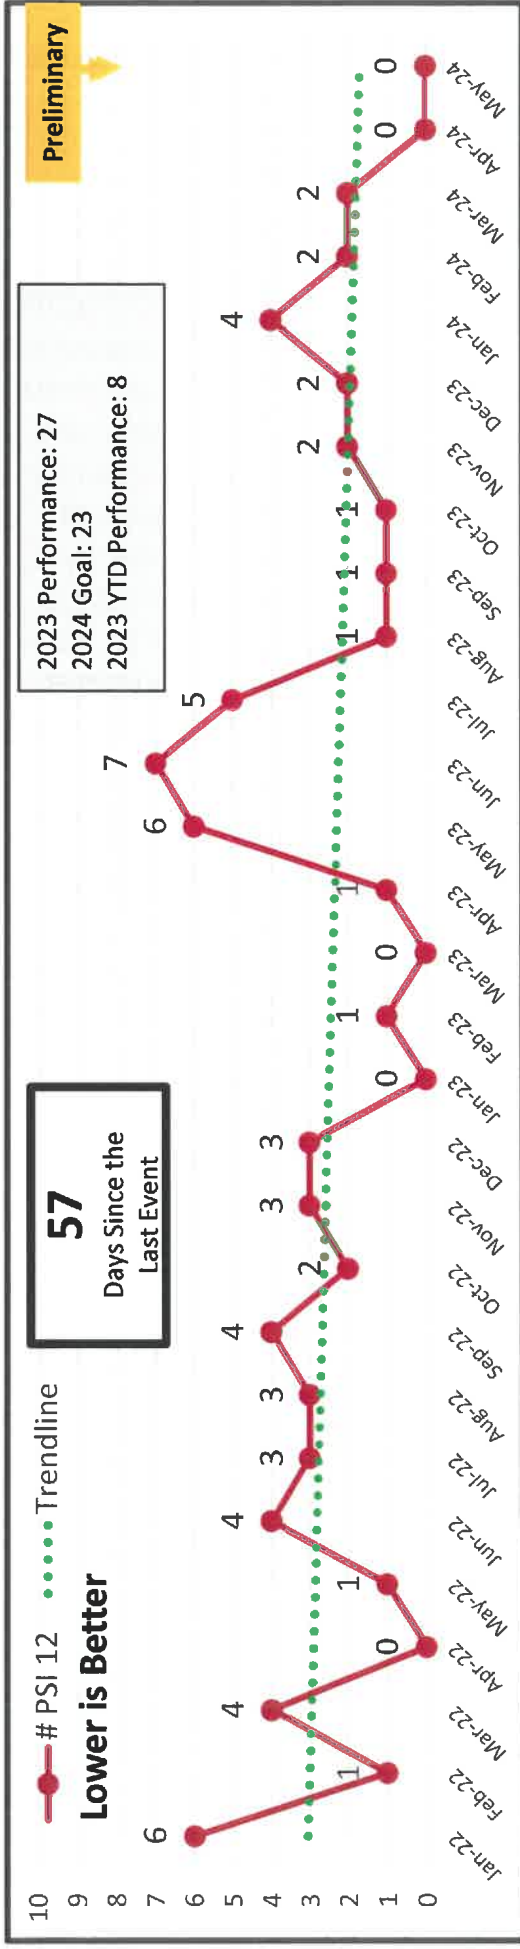 # PSI 12 Trendline
Lower is Better
57
Days Since the
Last Event
2023 Performance: 27
2024 Goal: 23
2023 YTD Performance: 8
Preliminary
10
9
8
7
6
5
4
3
2
1
0
6
1
4
0
1
4
3
3
4
2
3
3
0
1
0
1
6
7
5
1
1
1
2
2
4
2
2
0
0
Jan-22
Feb-22
Mar-22
Apr-22
May-22
Jun-22
Jul-22
Aug-22
Sep-22
Oct-22
Nov-22
Dec-22
Jan-23
Feb-23
Mar-23
Apr-23
May-23
Jun-23
Jul-23
Aug-23
Sep-23
Oct-23
Nov-23
Dec-23
Jan-24
Feb-24
Mar-24
Apr-24
May-24